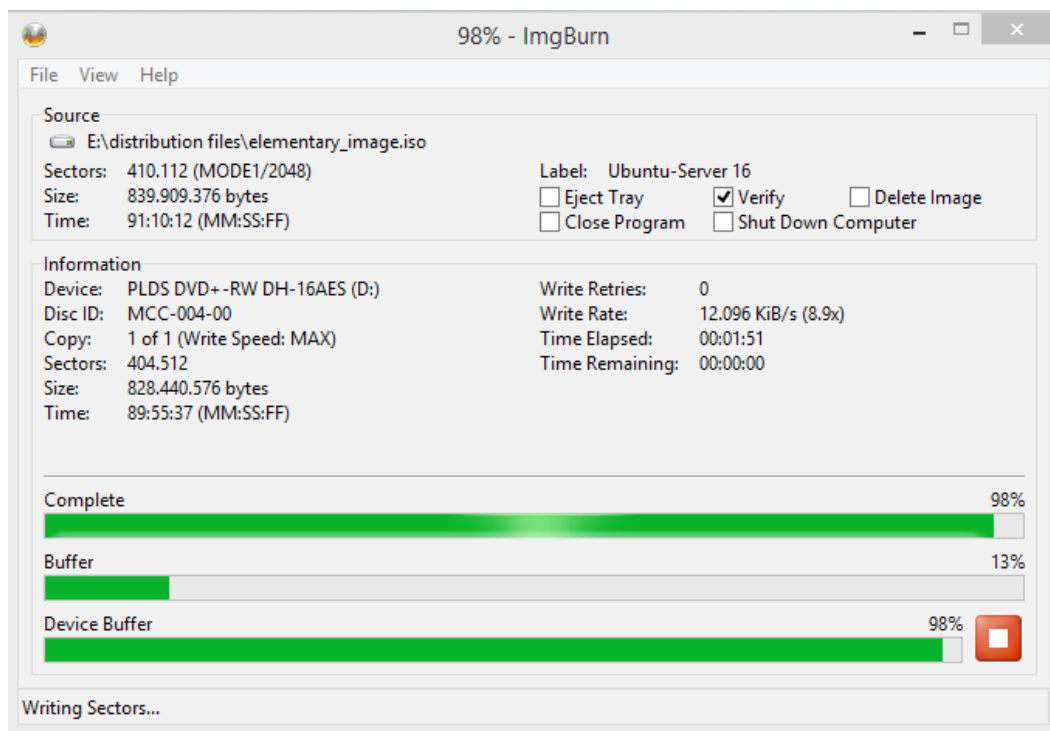 98% - ImgBurn
File View Help
Source
E:\distribution files\elementary_image.iso
Sectors: 410.112 (MODE1/2048) Label: Ubuntu-Server 16
Size: 839.909.376 bytes Eject Tray Verify Delete Image
Time: 91:10:12 (MM:SS:FF) Close Program Shut Down Computer
Information
Device: PLDS DVD+-RW DH-16AES (D:) Write Retries: 0
Disc ID: MCC-004-00 Write Rate: 12.096 KiB/s (8.9x)
Copy: 1 of 1 (Write Speed: MAX) Time Elapsed: 00:01:51
Sectors: 404.512 Time Remaining: 00:00:00
Size: 828.440.576 bytes
Time: 89:55:37 (MM:SS:FF)
Complete 98%
Buffer 13%
Device Buffer 98%
Writing Sectors...